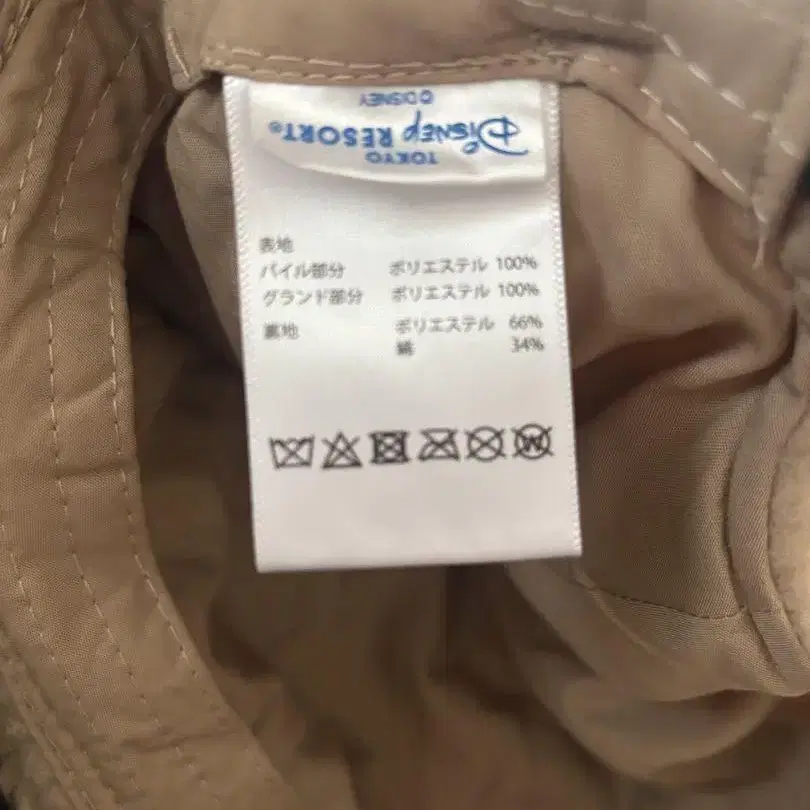 TOKYO
Disney RESORT®
© DISNEY
表地
パイル部分 ポリエステル 100%
グランド部分 ポリエステル 100%
裏地 ポリエステル 66%
綿 34%
W